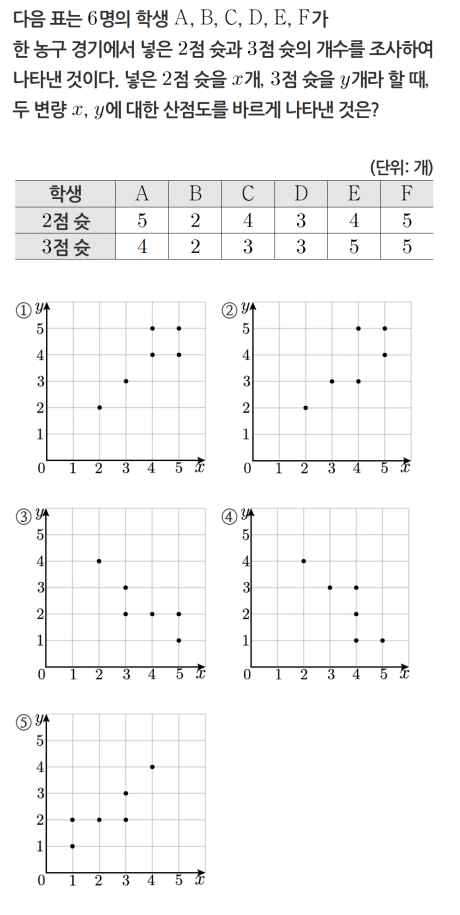 다음 표는 6명의 학생 A, B, C, D, E, F가
한 농구 경기에서 넣은 2점 슛과 3점 슛의 개수를 조사하여
나타낸 것이다. 넣은 2점 슛을 x개, 3점 슛을 y개라 할 때,
두 변량 x, y에 대한 산점도를 바르게 나타낸 것은?
(단위: 개)
학생 A B C D E F
2점 슛 5 2 4 3 4 5
3점 슛 4 2 3 3 5 5
① y
5
4
3
2
1
0 1 2 3 4 5 x
② y
5
4
3
2
1
0 1 2 3 4 5 x
③ y
5
4
3
2
1
0 1 2 3 4 5 x
④ y
5
4
3
2
1
0 1 2 3 4 5 x
⑤ y
5
4
3
2
1
0 1 2 3 4 5 x